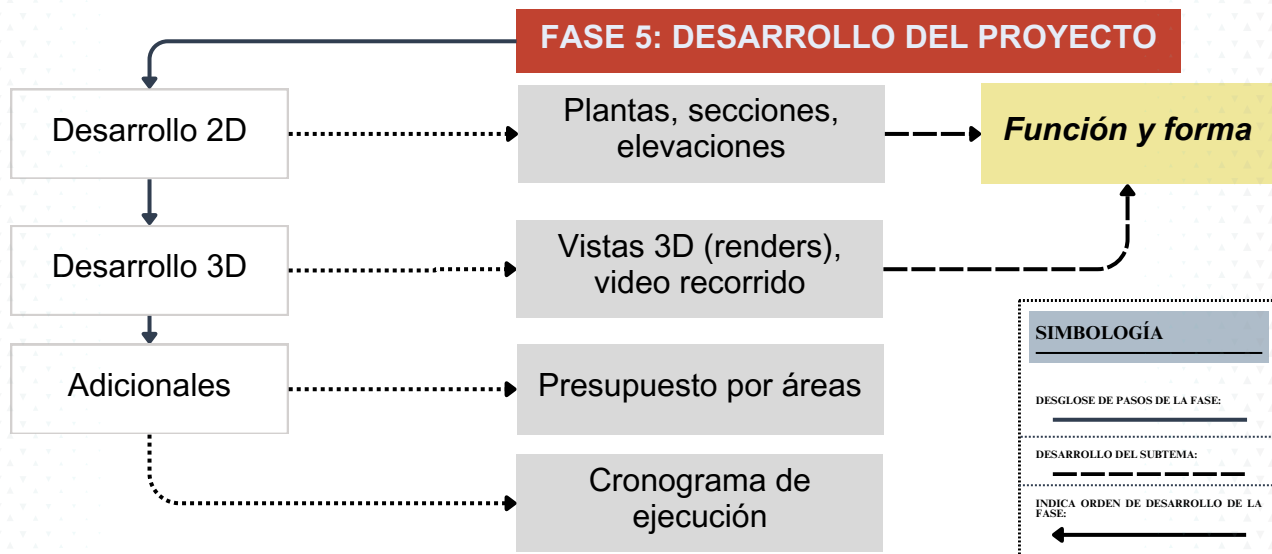 FASE 5: DESARROLLO DEL PROYECTO
Desarrollo 2D
Plantas, secciones,
elevaciones
Función y forma
Desarrollo 3D
Vistas 3D (renders),
video recorrido
Adicionales
Presupuesto por áreas
Cronograma de
ejecución
SIMBOLOGÍA
DESGLOSE DE PASOS DE LA FASE:
DESARROLLO DEL SUBTEMA:
INDICA ORDEN DE DESARROLLO DE LA
FASE: